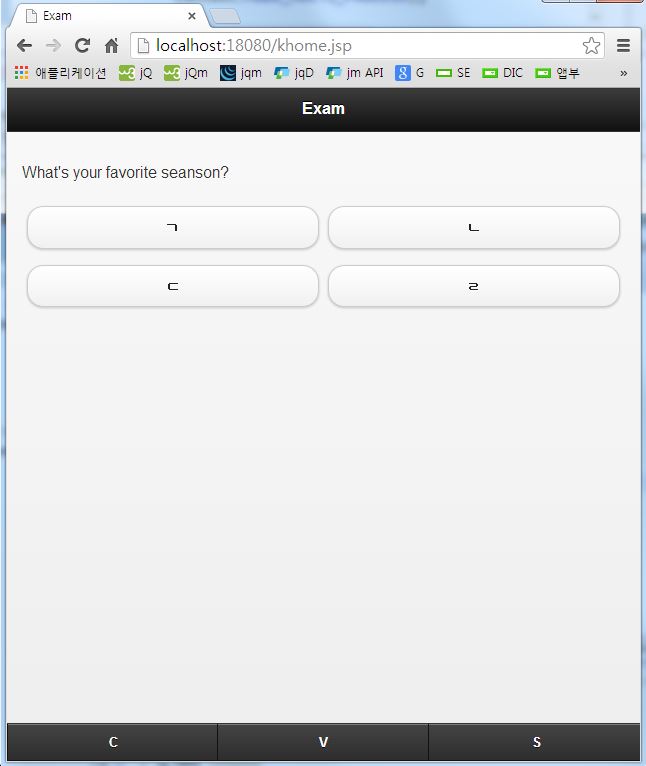 Exam
localhost:18080/khome.jsp
애플리케이션 jQ jQm jqm jqD jm API G SE DIC 앱부 »
Exam
What's your favorite seanson?
ㄱ ㄴ
ㄷ ㄹ
C V S